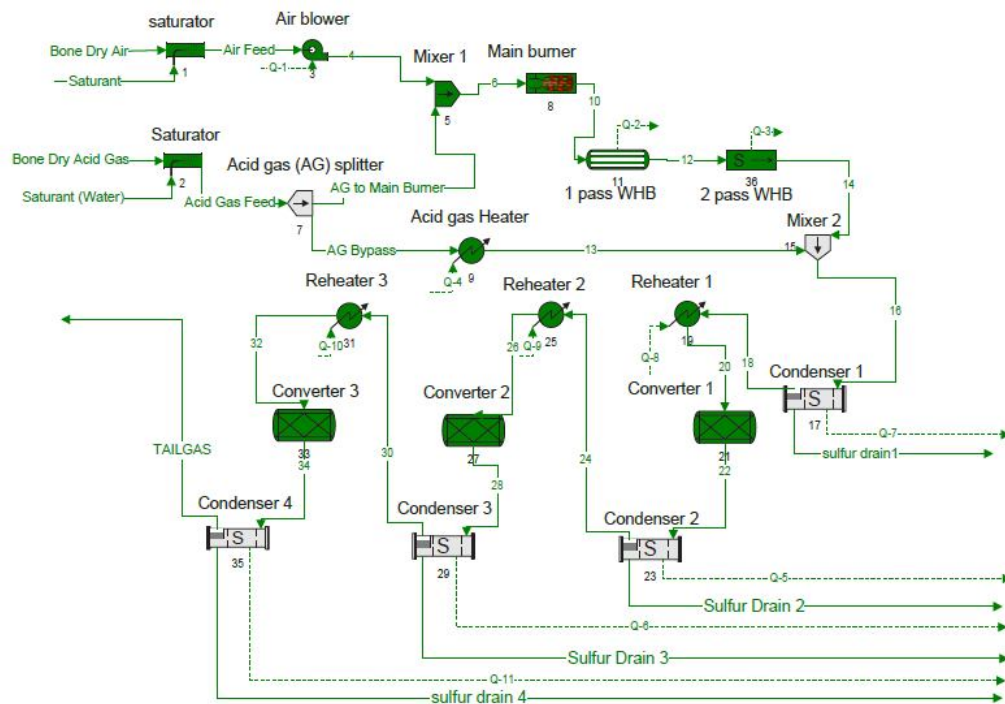 saturator
Air blower
Bone Dry Air
Air Feed
4
Mixer 1
Main burner
Q-1
3
1
Saturant
6
10
8
5
Saturator
Q-2
Q-3
12
14
Bone Dry Acid Gas
Acid gas (AG) splitter
11
36
2
1 pass WHB
2 pass WHB
AG to Main Burner
Saturant (Water)
Acid Gas Feed
7
Acid gas Heater
Mixer 2
AG Bypass
13
15
9
Q-4
Reheater 3
Reheater 2
Reheater 1
16
32
Q-10
31
26
Q-9
25
19
Q-8
20
18
Condenser 1
Converter 3
Converter 2
Converter 1
S
17
Q-7
TAILGAS
33
34
30
27
28
24
21
22
sulfur drain1
Condenser 4
Condenser 3
Condenser 2
S
S
S
35
29
23
Q-5
Sulfur Drain 2
Q-6
Sulfur Drain 3
Q-11
sulfur drain 4
S